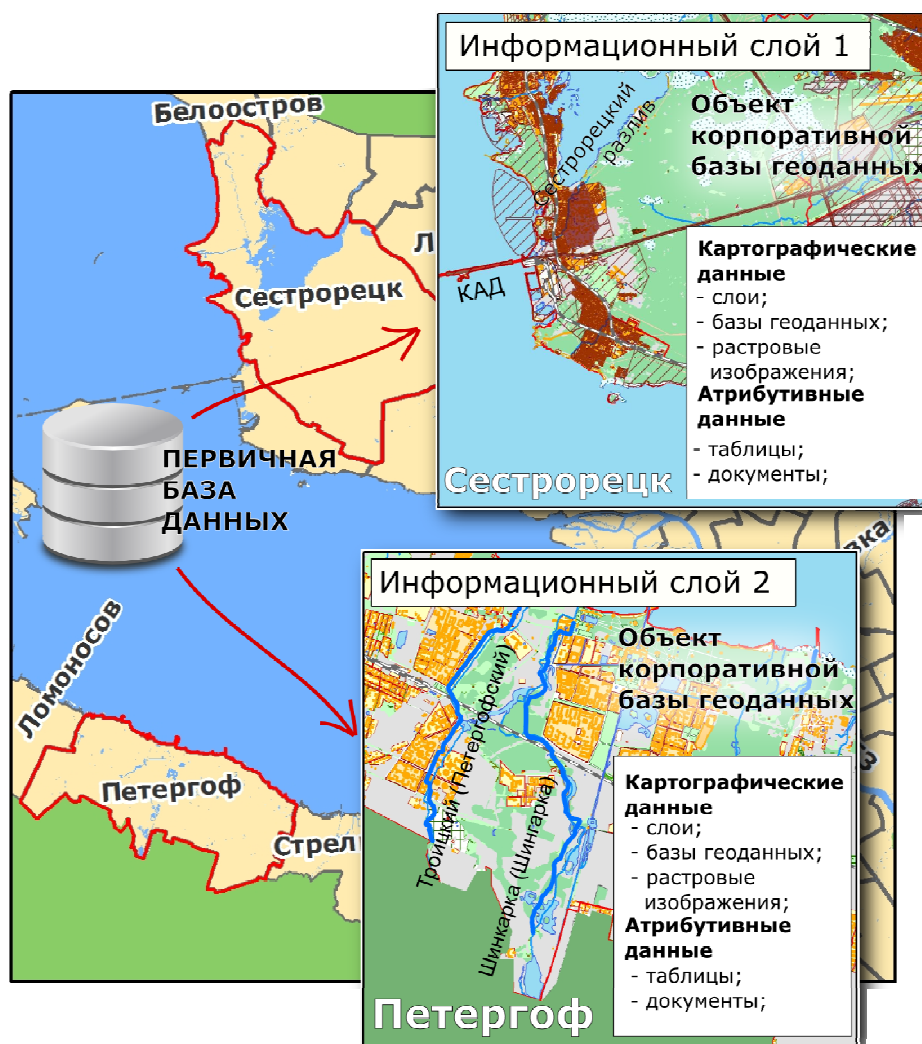 Информационный слой 1
Белоостров
Сестрорецкий
разлив
Объект
корпоративной
базы геоданных
Сестрорецк
КАД
Картографические
данные
- слои;
- базы геоданных;
- растровые
изображения;
Атрибутивные
данные
- таблицы;
- документы;
Сестрорецк
ПЕРВИЧНАЯ
БАЗА
ДАННЫХ
Информационный слой 2
Ломоносов
Петергоф
Стрел
Объект
корпоративной
базы геоданных
Троицкий (Петергофский)
Шинкарка (Шингарка)
Картографические
данные
- слои;
- базы геоданных;
- растровые
изображения;
Атрибутивные
данные
- таблицы;
- документы;
Петергоф